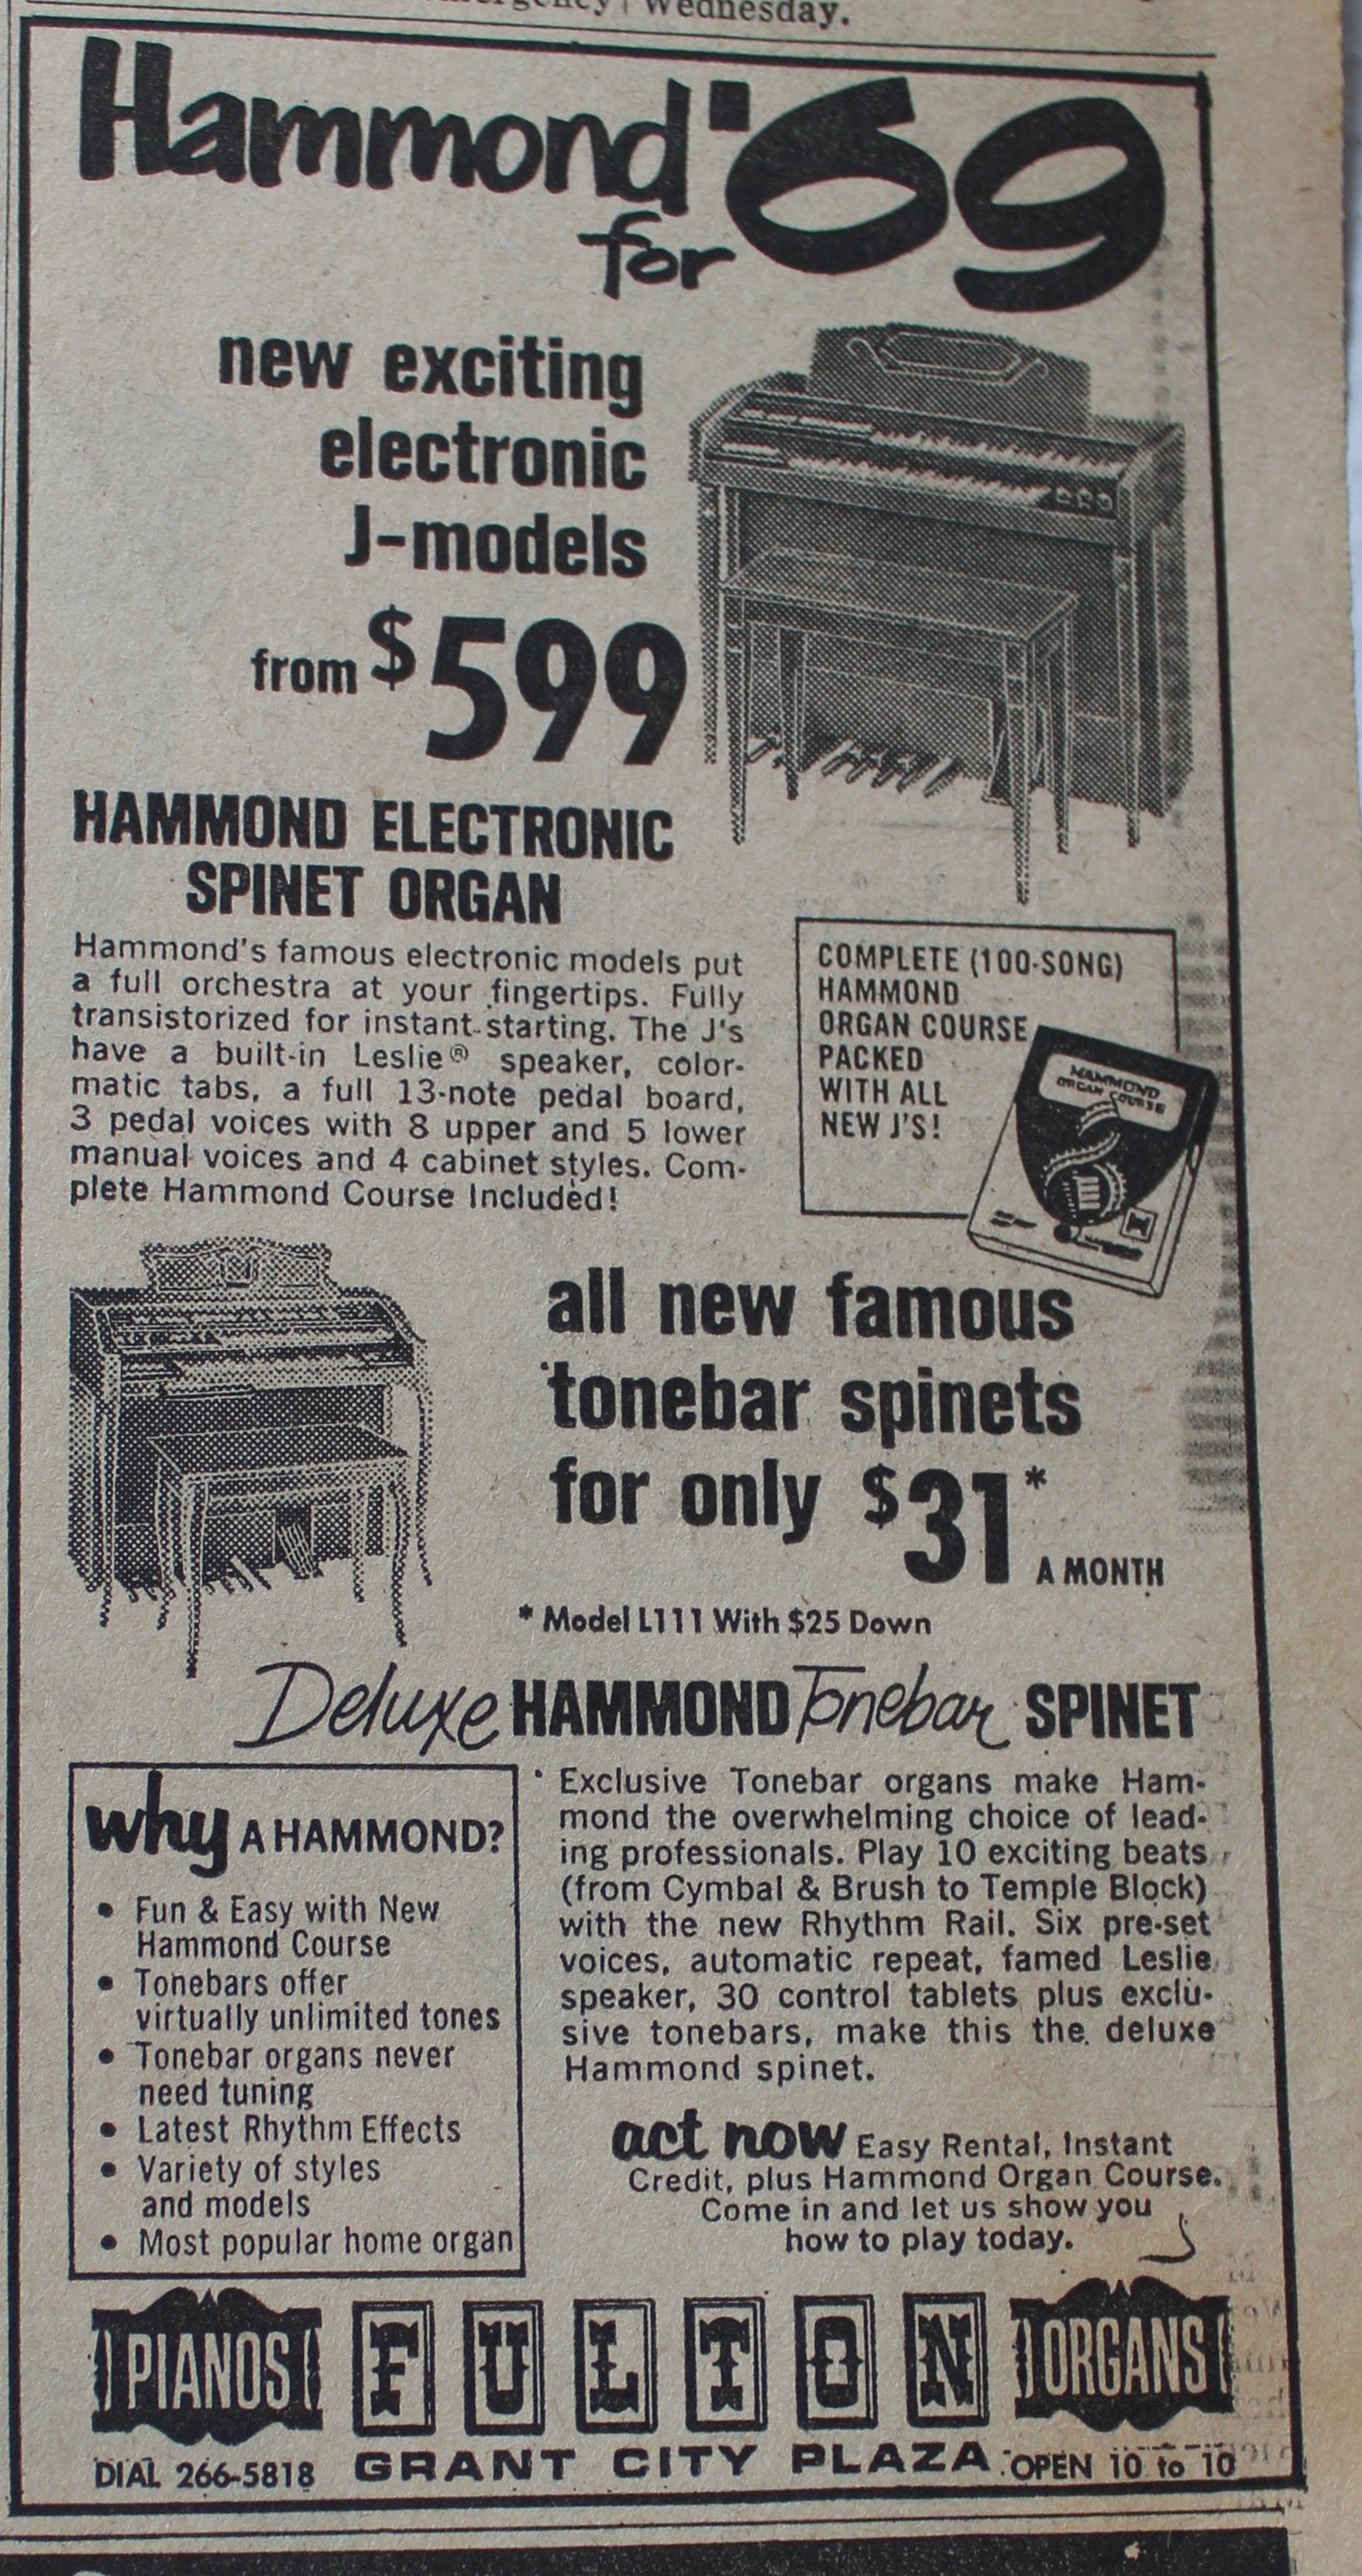 Wednesday.
Hammond
for '69
new exciting
electronic
J-models
from $599
HAMMOND ELECTRONIC
SPINET ORGAN
Hammond's famous electronic models put
a full orchestra at your fingertips. Fully
transistorized for instant starting. The J's
have a built-in Leslie® speaker, color-
matic tabs, a full 13-note pedal board,
3 pedal voices with 8 upper and 5 lower
manual voices and 4 cabinet styles. Com-
plete Hammond Course Included!
COMPLETE (100-SONG)
HAMMOND
ORGAN COURSE
PACKED
WITH ALL
NEW J'S!
HAMMOND
ORGAN COURSE
all new famous
tonebar spinets
for only $31*
A MONTH
* Model L111 With $25 Down
Deluxe HAMMOND Tonebar SPINET
why A HAMMOND?
• Fun & Easy with New
Hammond Course
• Tonebars offer
virtually unlimited tones
• Tonebar organs never
need tuning
• Latest Rhythm Effects
• Variety of styles
and models
• Most popular home organ
Exclusive Tonebar organs make Ham-
mond the overwhelming choice of lead-
ing professionals. Play 10 exciting beats
(from Cymbal & Brush to Temple Block)
with the new Rhythm Rail. Six pre-set
voices, automatic repeat, famed Leslie
speaker, 30 control tablets plus exclu-
sive tonebars, make this the deluxe
Hammond spinet.
act now Easy Rental, Instant
Credit, plus Hammond Organ Course.
Come in and let us show you
how to play today.
PIANOS FULTON ORGANS
DIAL 266-5818 GRANT CITY PLAZA OPEN 10 to 10